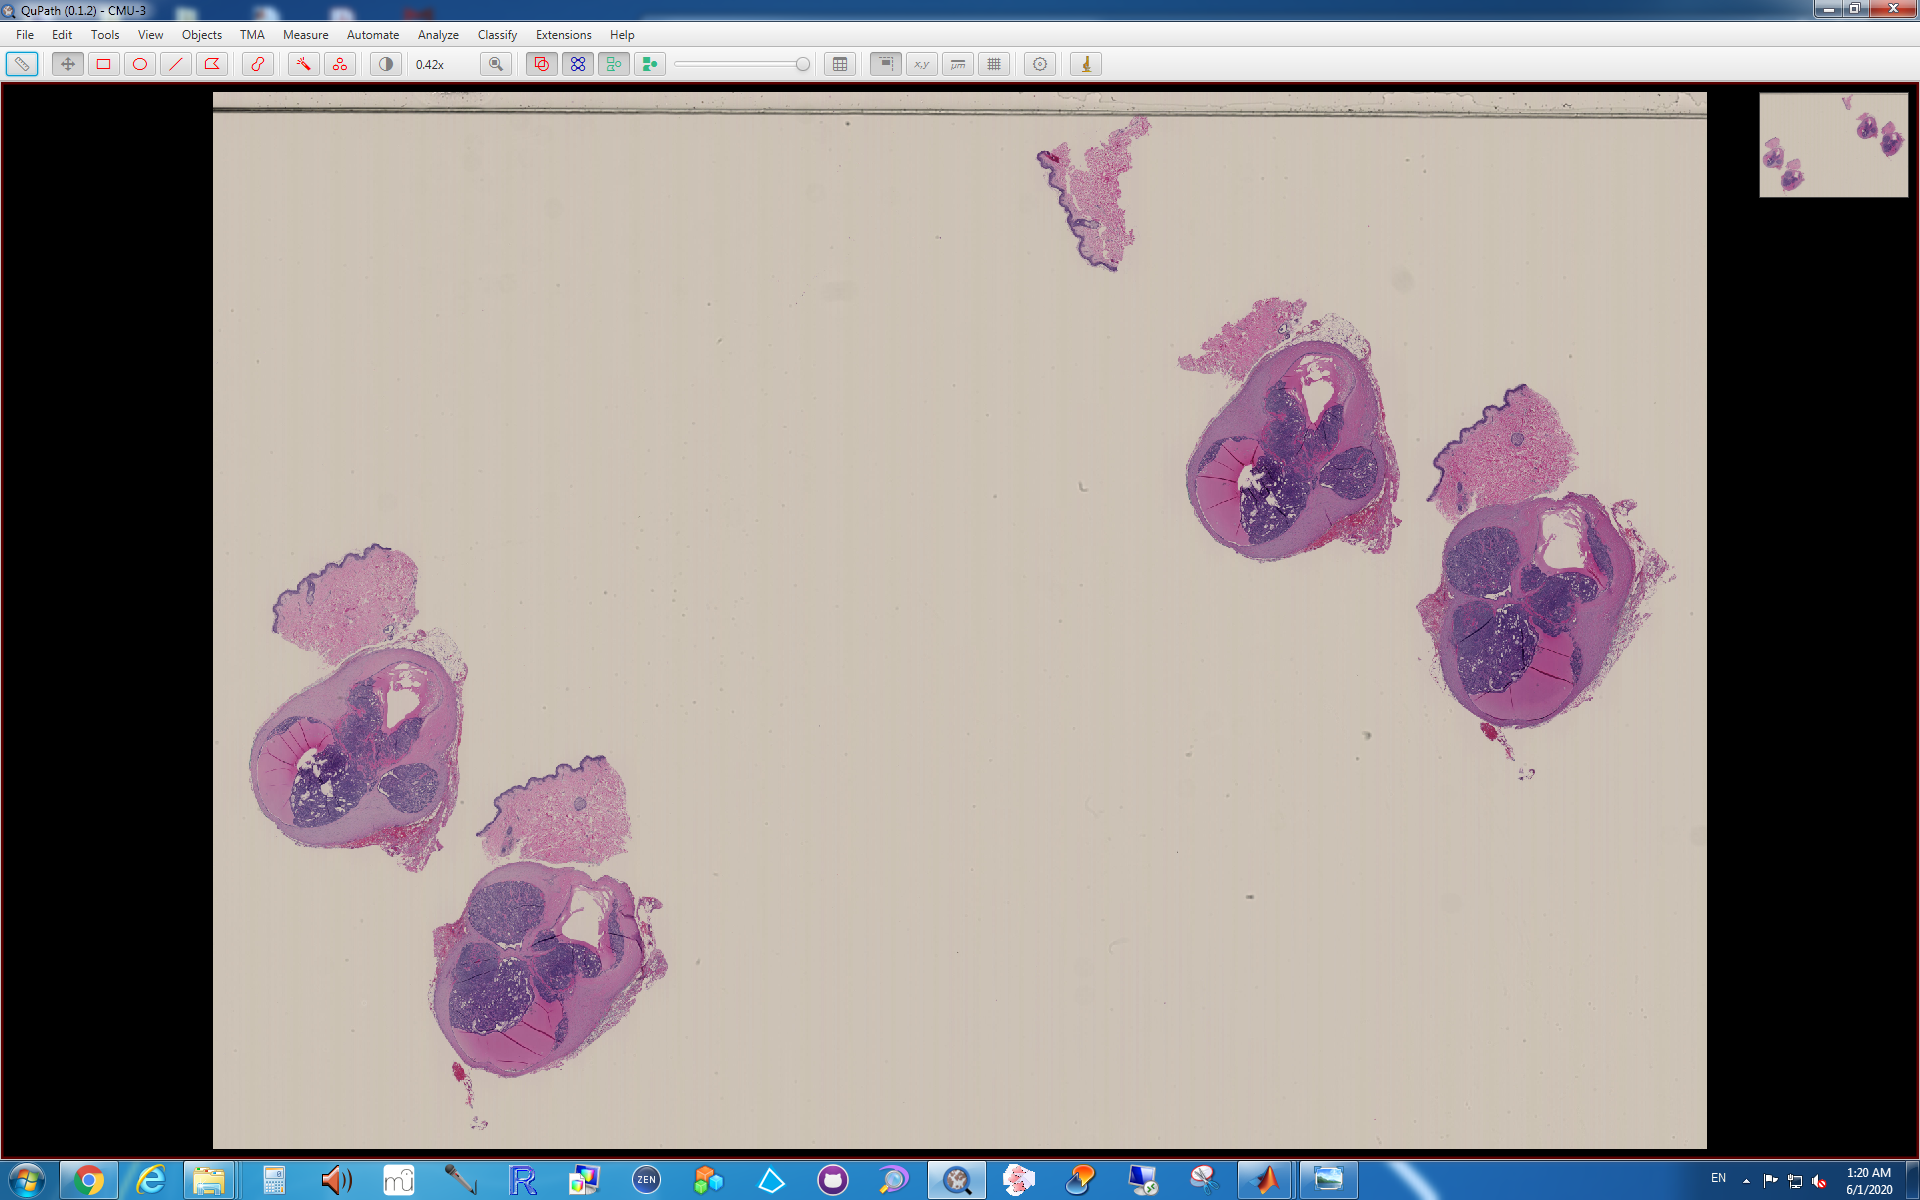 QuPath (0.1.2) - CMU-3
File Edit Tools View Objects TMA Measure Automate Analyze Classify Extensions Help
0.42x
x,y
μm
ZEN
R
EN
1:20 AM
6/1/2020